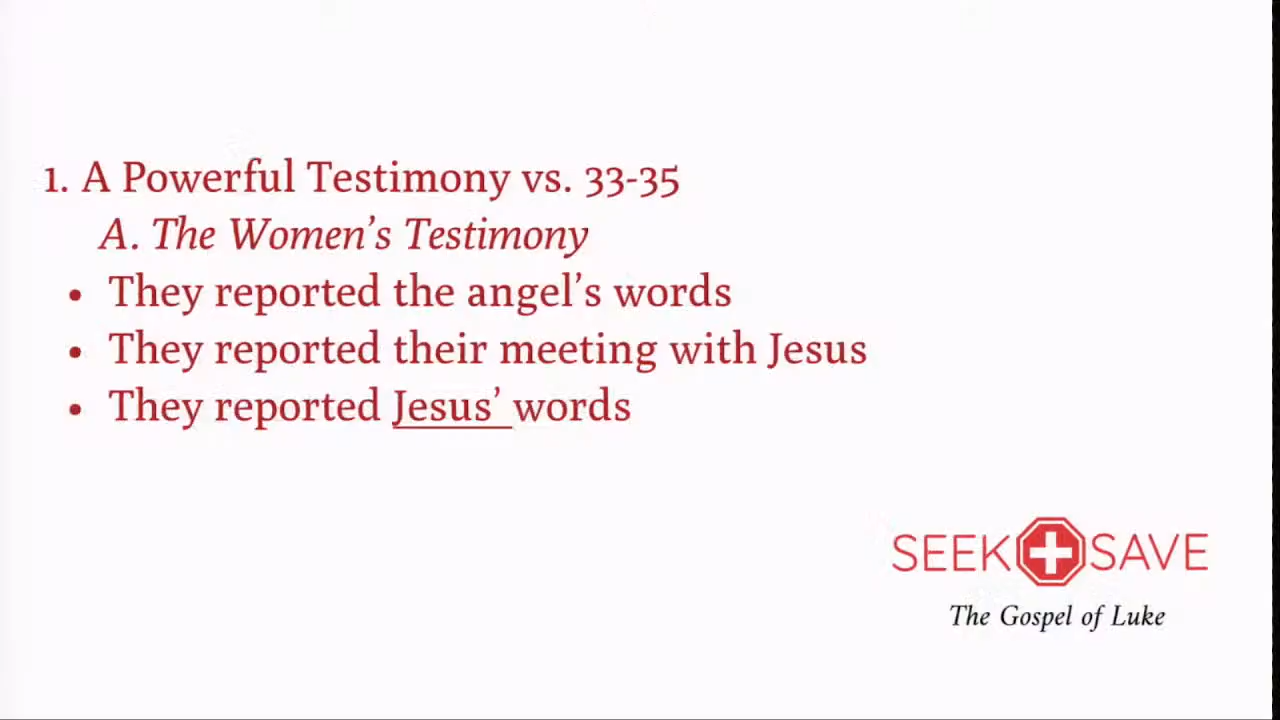 1. A Powerful Testimony vs. 33-35
A. The Women’s Testimony
• They reported the angel’s words
• They reported their meeting with Jesus
• They reported Jesus’ words
SEEK SAVE
The Gospel of Luke